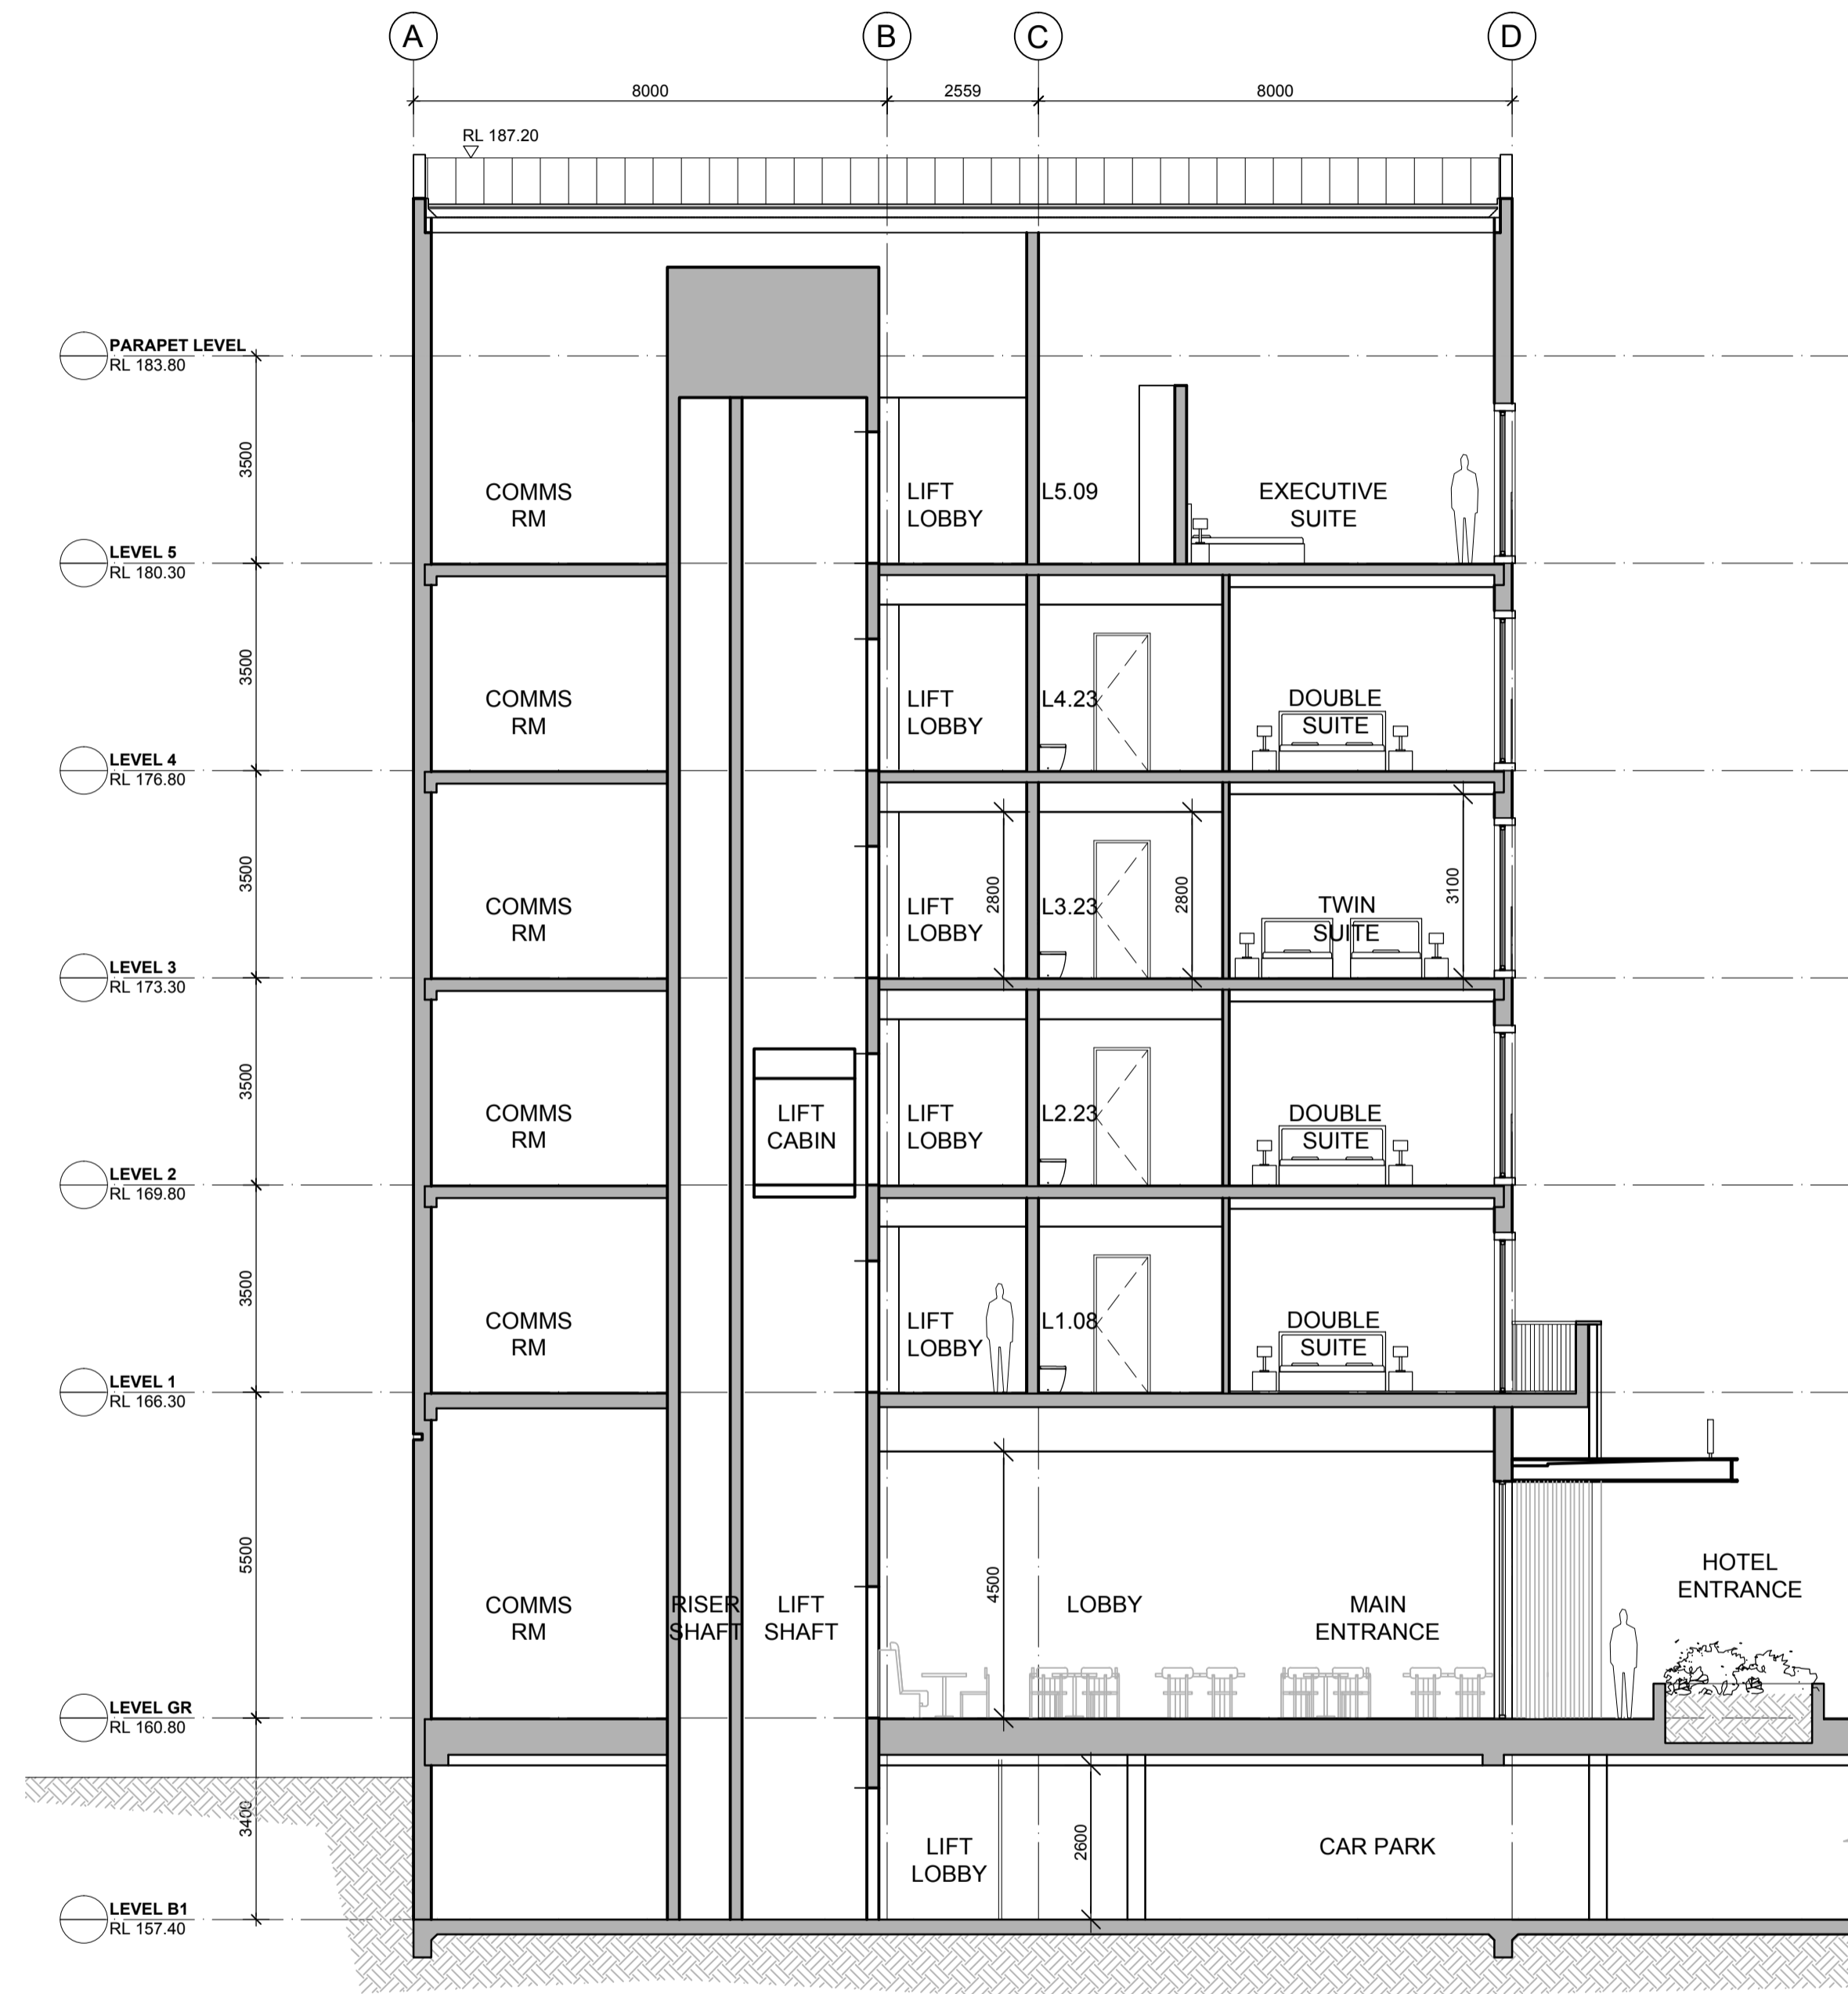 A
B
C
D
8000
2559
8000
RL 187.20
PARAPET LEVEL
RL 183.80
3500
COMMS
RM
LIFT
LOBBY
L5.09
EXECUTIVE
SUITE
LEVEL 5
RL 180.30
3500
COMMS
RM
LIFT
LOBBY
L4.23
DOUBLE
SUITE
LEVEL 4
RL 176.80
3500
COMMS
RM
LIFT
LOBBY
2800
L3.23
2800
TWIN
SUITE
3100
LEVEL 3
RL 173.30
3500
COMMS
RM
LIFT
CABIN
LIFT
LOBBY
L2.23
DOUBLE
SUITE
LEVEL 2
RL 169.80
3500
COMMS
RM
LIFT
LOBBY
L1.08
DOUBLE
SUITE
LEVEL 1
RL 166.30
5500
COMMS
RM
RISER
SHAFT
LIFT
SHAFT
4500
LOBBY
MAIN
ENTRANCE
HOTEL
ENTRANCE
LEVEL GR
RL 160.80
3400
LIFT
LOBBY
2600
CAR PARK
LEVEL B1
RL 157.40